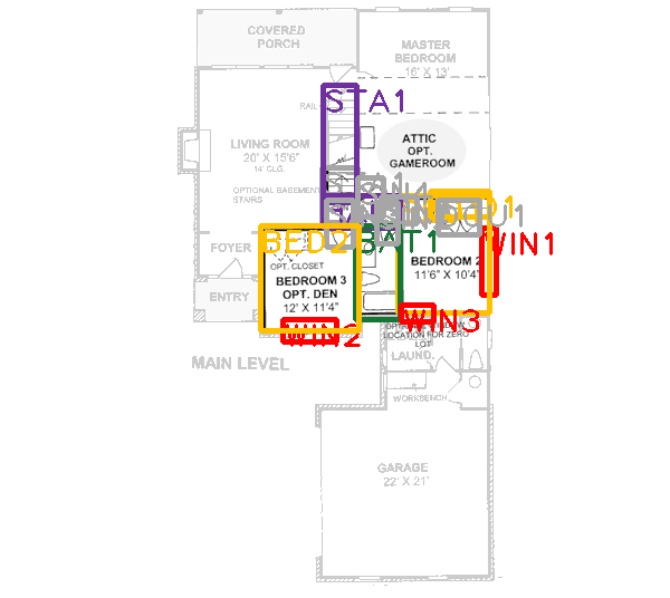 COVERED
PORCH
MASTER
BEDROOM
16' X 13'
STA1
RAIL
ATTIC
OPT.
GAMEROOM
LIVING ROOM
20' X 15'6"
14' CLG.
OPTIONAL BASEMENT
STAIRS
WIN1
BED2
BAT1
FOYER
OPT. CLOSET
BEDROOM 3
OPT. DEN
12' X 11'4"
BEDROOM 2
11'6" X 10'4"
ENTRY
WIN2
WIN3
LOCATION FOR ZERO
LOT
LAUND.
MAIN LEVEL
WORKBENCH
GARAGE
22' X 21'